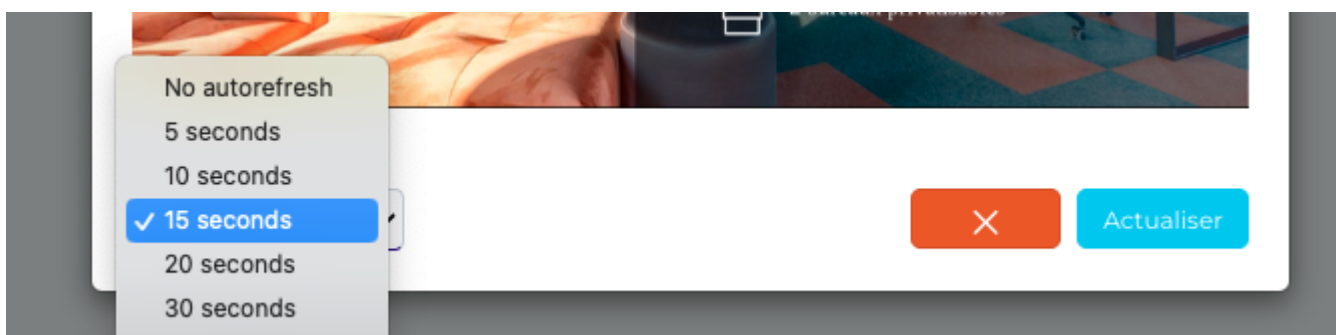 No autorefresh
5 seconds
10 seconds
15 seconds
20 seconds
30 seconds
Actualiser